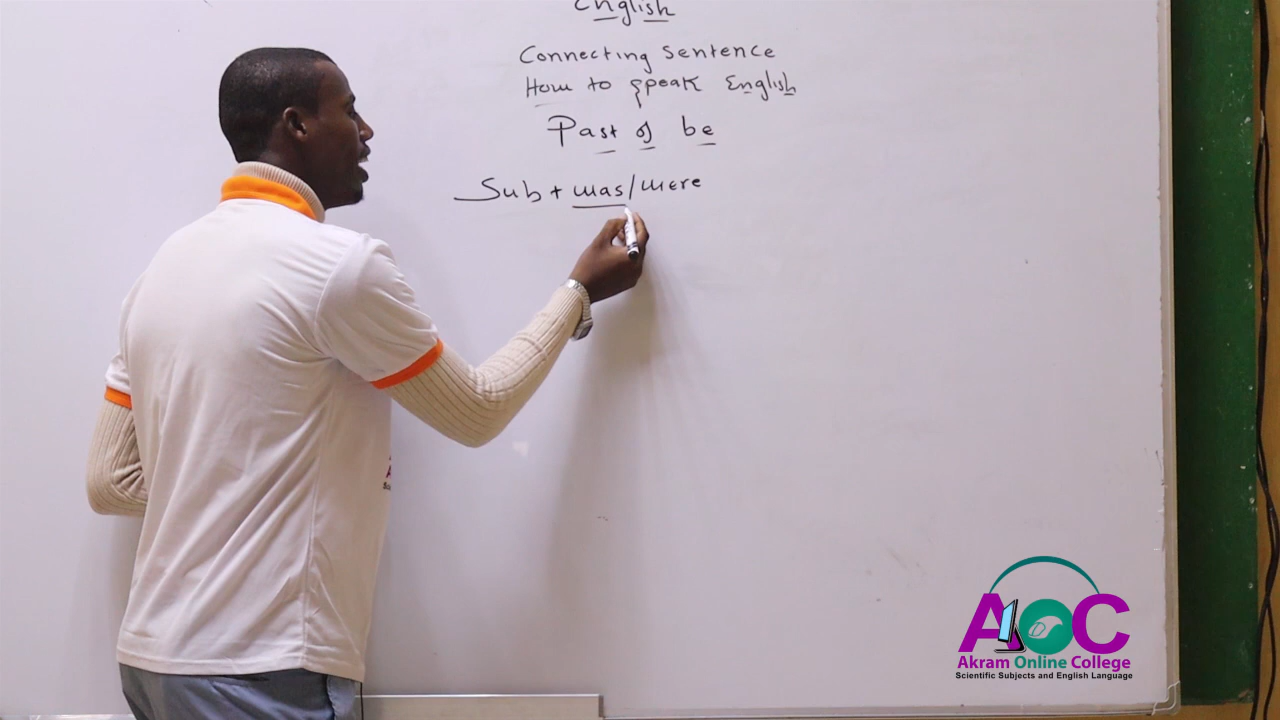 English
Connecting Sentence
How to speak English
Past of be
Sub + was/were
AOC
Akram Online College
Scientific Subjects and English Language